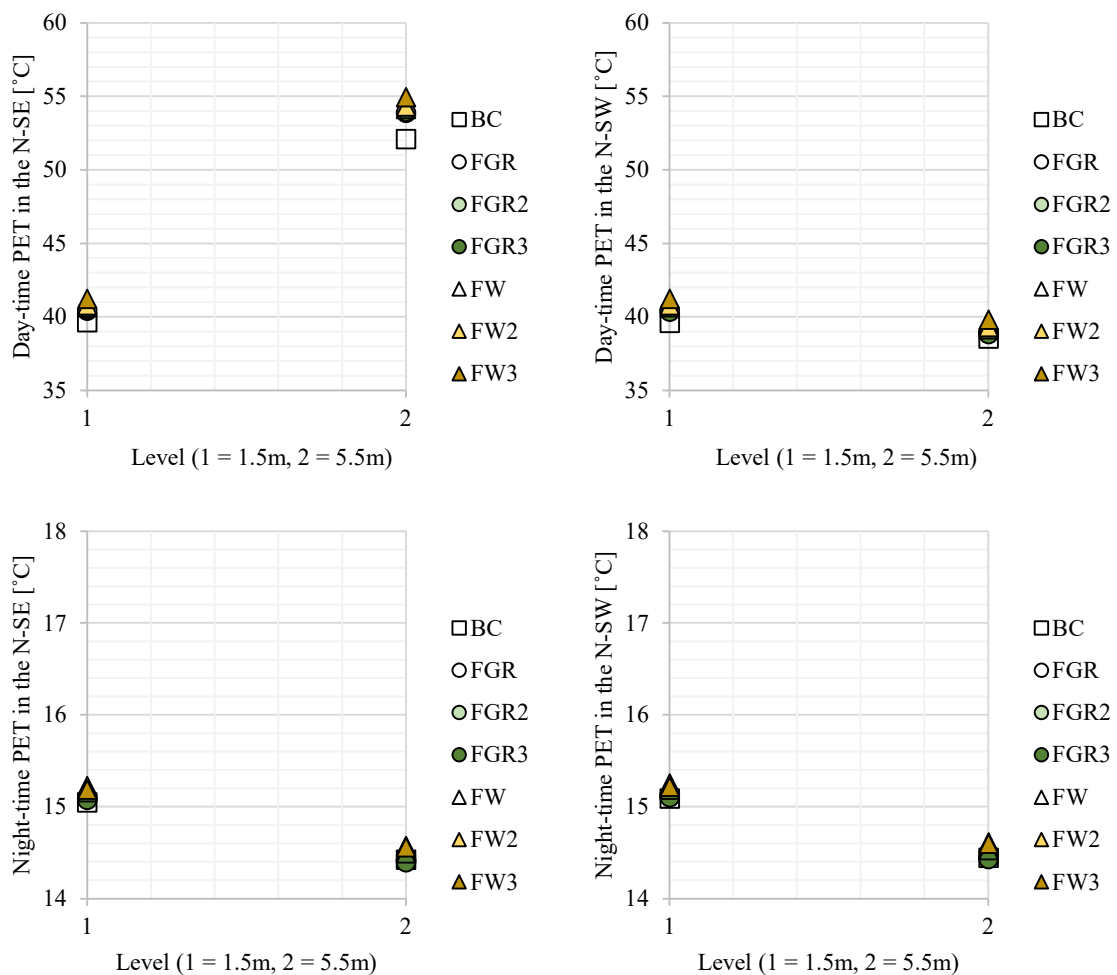 Day-time PET in the N-SE [˚C]
60
55
50
45
40
35
1
2
Level (1 = 1.5m, 2 = 5.5m)
BC
FGR
FGR2
FGR3
FW
FW2
FW3
Day-time PET in the N-SW [˚C]
60
55
50
45
40
35
1
2
Level (1 = 1.5m, 2 = 5.5m)
BC
FGR
FGR2
FGR3
FW
FW2
FW3
Night-time PET in the N-SE [˚C]
18
17
16
15
14
1
2
Level (1 = 1.5m, 2 = 5.5m)
BC
FGR
FGR2
FGR3
FW
FW2
FW3
Night-time PET in the N-SW [˚C]
18
17
16
15
14
1
2
Level (1 = 1.5m, 2 = 5.5m)
BC
FGR
FGR2
FGR3
FW
FW2
FW3